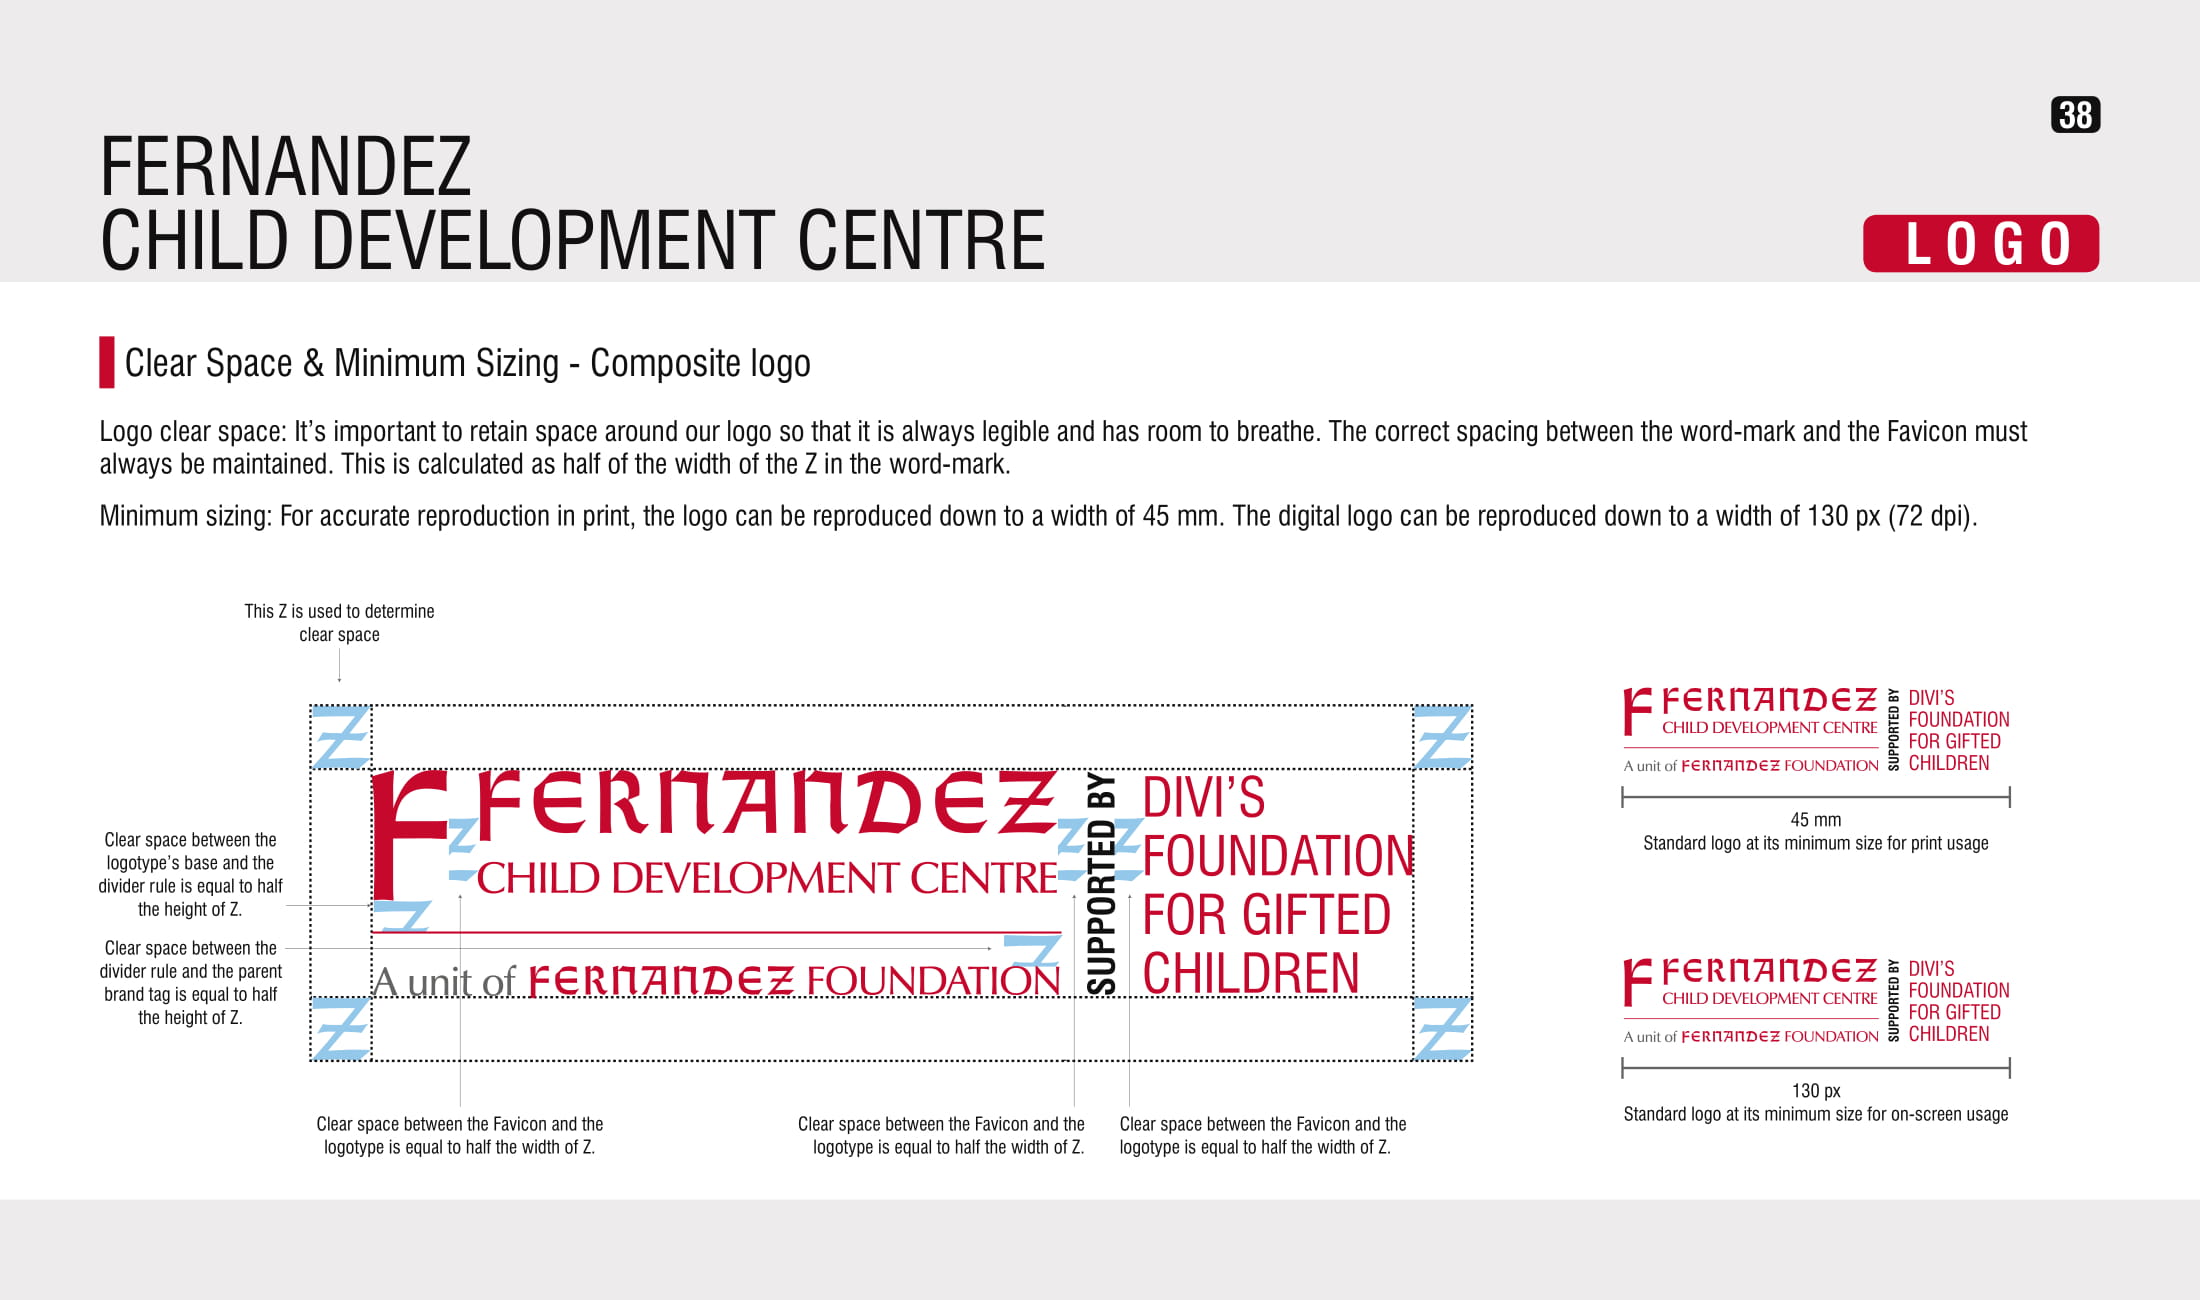 38
FERNANDEZ
CHILD DEVELOPMENT CENTRE
LOGO
Clear Space & Minimum Sizing - Composite logo
Logo clear space: It’s important to retain space around our logo so that it is always legible and has room to breathe. The correct spacing between the word-mark and the Favicon must
always be maintained. This is calculated as half of the width of the Z in the word-mark.
Minimum sizing: For accurate reproduction in print, the logo can be reproduced down to a width of 45 mm. The digital logo can be reproduced down to a width of 130 px (72 dpi).
This Z is used to determine
clear space
Z
Z
F FERNANDEZ
CHILD DEVELOPMENT CENTRE
A unit of FERNANDEZ FOUNDATION
SUPPORTED BY
DIVI’S
FOUNDATION
FOR GIFTED
CHILDREN
Z
Z
Z
Z
Z
Z
Z
Clear space between the
logotype’s base and the
divider rule is equal to half
the height of Z.
Clear space between the
divider rule and the parent
brand tag is equal to half
the height of Z.
Clear space between the Favicon and the
logotype is equal to half the width of Z.
Clear space between the Favicon and the
logotype is equal to half the width of Z.
Clear space between the Favicon and the
logotype is equal to half the width of Z.
F FERNANDEZ
CHILD DEVELOPMENT CENTRE
A unit of FERNANDEZ FOUNDATION
SUPPORTED BY
DIVI’S
FOUNDATION
FOR GIFTED
CHILDREN
45 mm
Standard logo at its minimum size for print usage
F FERNANDEZ
CHILD DEVELOPMENT CENTRE
A unit of FERNANDEZ FOUNDATION
SUPPORTED BY
DIVI’S
FOUNDATION
FOR GIFTED
CHILDREN
130 px
Standard logo at its minimum size for on-screen usage